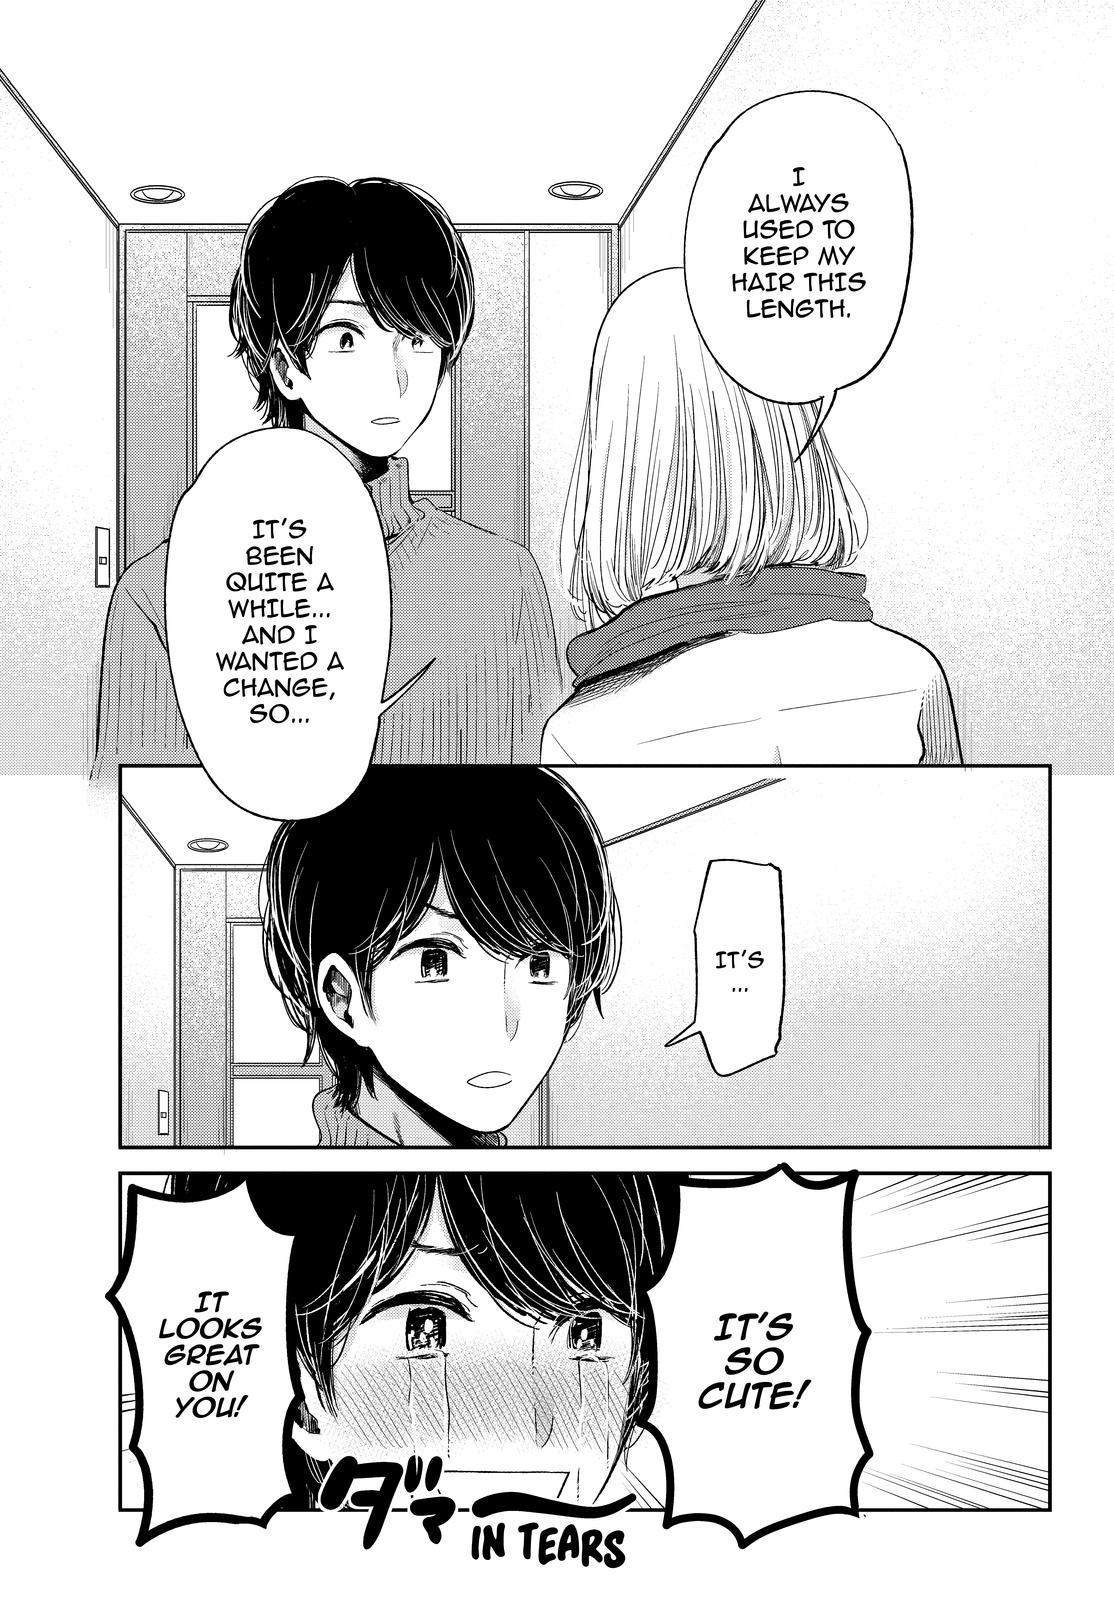 I
ALWAYS
USED TO
KEEP MY
HAIR THIS
LENGTH.
IT'S
BEEN
QUITE A
WHILE...
AND I
WANTED A
CHANGE,
SO...
IT'S
...
IT'S
SO
CUTE!
IT
LOOKS
GREAT
ON
YOU!
ダマー
IN TEARS